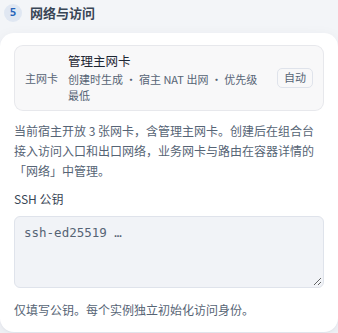 5 网络与访问
管理主网卡
主网卡 创建时生成 · 宿主 NAT 出网 · 优先级 自动
最低
当前宿主开放 3 张网卡，含管理主网卡。创建后在组合台
接入访问入口和出口网络，业务网卡与路由在容器详情的
「网络」中管理。
SSH 公钥
ssh-ed25519 …
仅填写公钥。每个实例独立初始化访问身份。